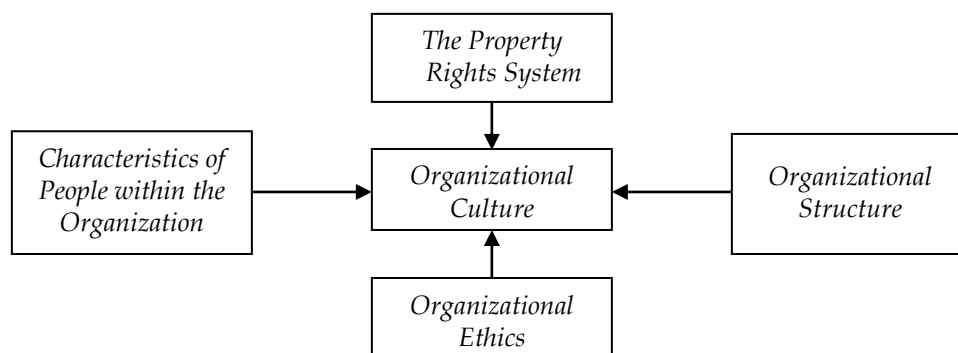 The Property
Rights System
Characteristics of
People within the
Organization
Organizational
Culture
Organizational
Structure
Organizational
Ethics